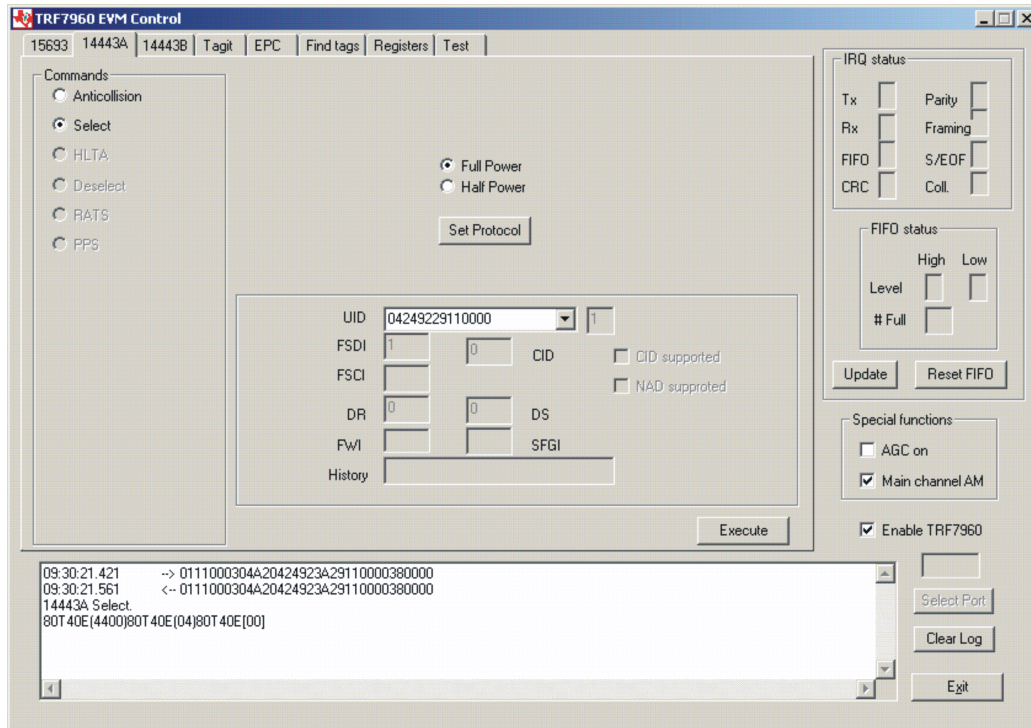 TRF7960 EVM Control
15693 14443A 14443B Tagit EPC Find tags Registers Test
Commands
Anticollision
Select
HLTA
Deselect
RATS
PPS
Full Power
Half Power
Set Protocol
UID 04249229110000 1
FSDI 1 0 CID CID supported
FSCI NAD supproted
DR 0 0 DS
FWI SFGI
History
Execute
IRQ status
Tx Parity
Rx Framing
FIFO S/EOF
CRC Coll.
FIFO status
High Low
Level
# Full
Update Reset FIFO
Special functions
AGC on
Main channel AM
Enable TRF7960
Select Port
Clear Log
Exit
09:30:21.421 --> 0111000304A20424923A29110000380000
09:30:21.561 <-- 0111000304A20424923A29110000380000
14443A Select.
80T40E(4400)80T40E(04)80T40E[00]